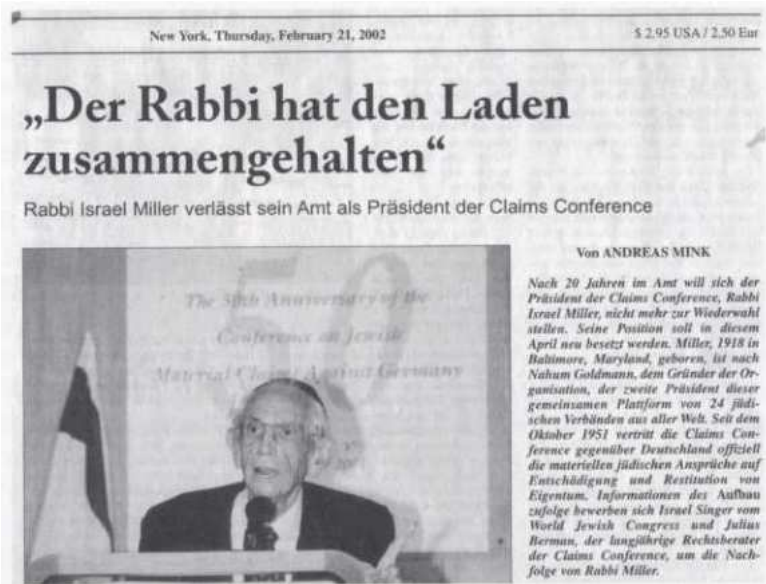 New York, Thursday, February 21, 2002
$ 2.95 USA / 2,50 Eur
„Der Rabbi hat den Laden
zusammengehalten“
Rabbi Israel Miller verlässt sein Amt als Präsident der Claims Conference
50
The 50th Anniversary of the
Conference on Jewish
Material Claims Against Germany
Von ANDREAS MINK
Nach 20 Jahren im Amt will sich der
Präsident der Claims Conference, Rabbi
Israel Miller, nicht mehr zur Wiederwahl
stellen. Seine Position soll in diesem
April neu besetzt werden. Miller, 1918 in
Baltimore, Maryland, geboren, ist nach
Nahum Goldmann, dem Gründer der Or-
ganisation, der zweite Präsident dieser
gemeinsamen Plattform von 24 jüdi-
schen Verbänden aus aller Welt. Seit dem
Oktober 1951 vertritt die Claims Con-
ference gegenüber Deutschland offiziell
die materiellen jüdischen Ansprüche auf
Entschädigung und Restitution von
Eigentum. Informationen des Aufbau
zufolge bewerben sich Israel Singer vom
World Jewish Congress und Julius
Berman, der langjährige Rechtsberater
der Claims Conference, um die Nach-
folge von Rabbi Miller.